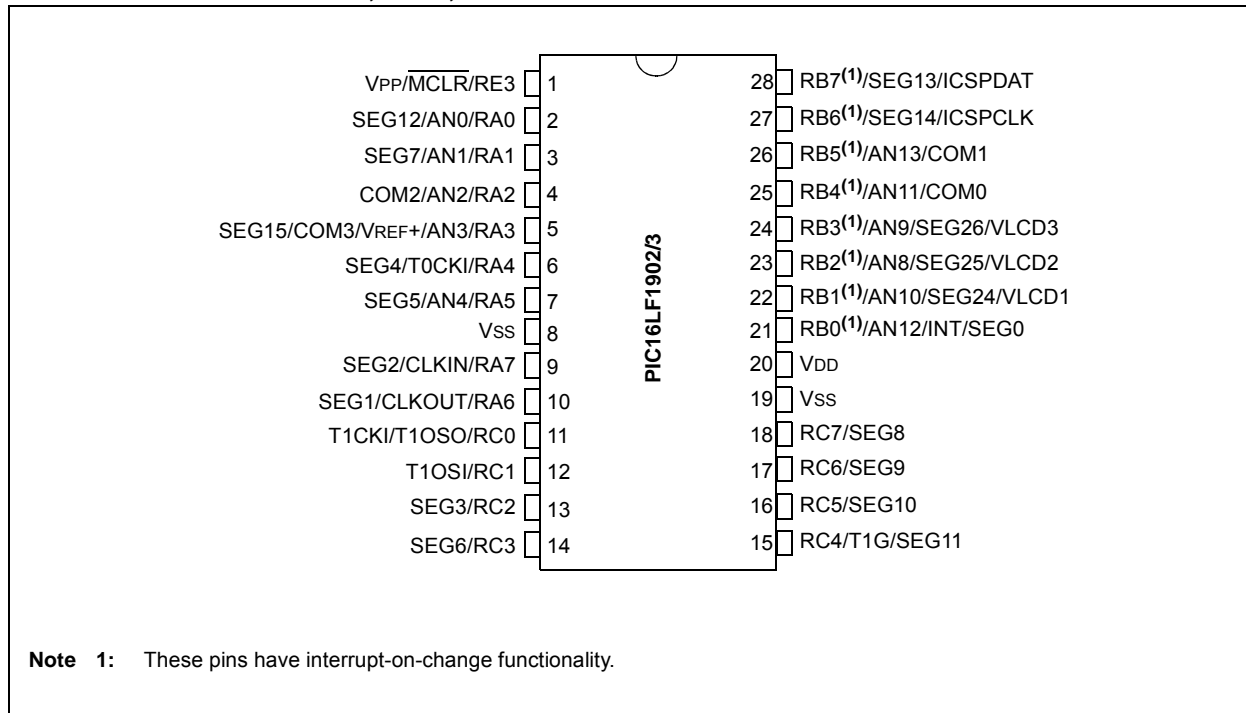 VPP/MCLR/RE3 1
SEG12/AN0/RA0 2
SEG7/AN1/RA1 3
COM2/AN2/RA2 4
SEG15/COM3/VREF+/AN3/RA3 5
SEG4/T0CKI/RA4 6
SEG5/AN4/RA5 7
VSS 8
SEG2/CLKIN/RA7 9
SEG1/CLKOUT/RA6 10
T1CKI/T1OSO/RC0 11
T1OSI/RC1 12
SEG3/RC2 13
SEG6/RC3 14
PIC16LF1902/3
28 RB7(1)/SEG13/ICSPDAT
27 RB6(1)/SEG14/ICSPCLK
26 RB5(1)/AN13/COM1
25 RB4(1)/AN11/COM0
24 RB3(1)/AN9/SEG26/VLCD3
23 RB2(1)/AN8/SEG25/VLCD2
22 RB1(1)/AN10/SEG24/VLCD1
21 RB0(1)/AN12/INT/SEG0
20 VDD
19 VSS
18 RC7/SEG8
17 RC6/SEG9
16 RC5/SEG10
15 RC4/T1G/SEG11
Note 1: These pins have interrupt-on-change functionality.